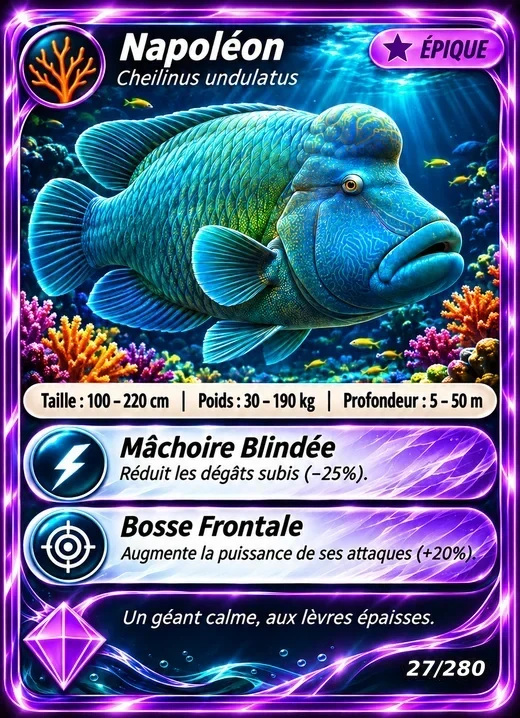 Napoléon
Cheilinus undulatus
ÉPIQUE
Taille : 100 – 220 cm | Poids : 30 – 190 kg | Profondeur : 5 – 50 m
Mâchoire Blindée
Réduit les dégâts subis (−25%).
Bosse Frontale
Augmente la puissance de ses attaques (+20%).
Un géant calme, aux lèvres épaisses.
27/280